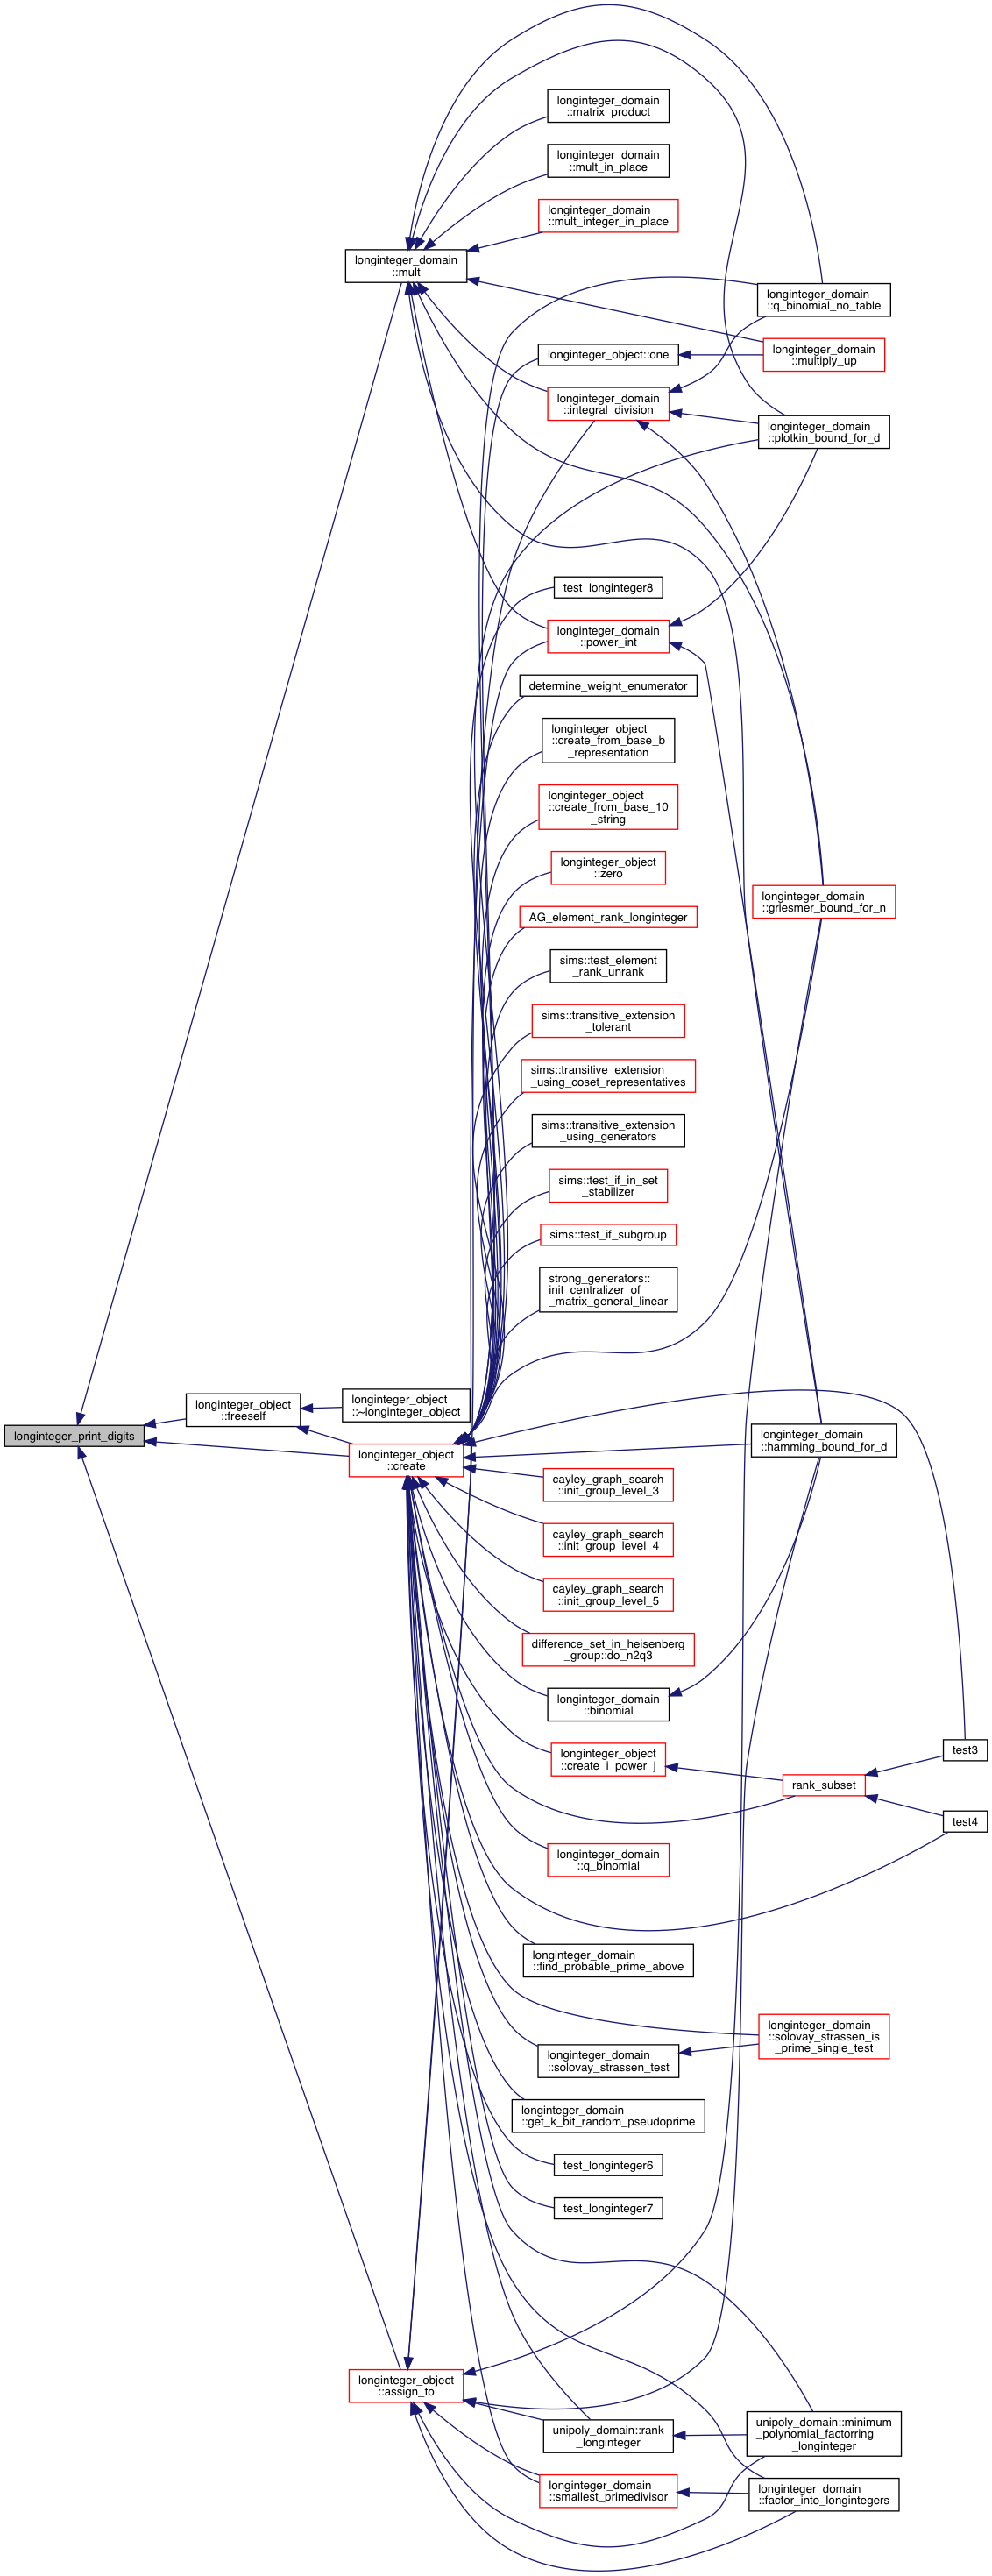 longinteger_domain
::matrix_product
longinteger_domain
::mult_in_place
longinteger_domain
::mult_integer_in_place
longinteger_domain
::mult
longinteger_domain
::q_binomial_no_table
longinteger_object::one
longinteger_domain
::multiply_up
longinteger_domain
::integral_division
longinteger_domain
::plotkin_bound_for_d
test_longinteger8
longinteger_domain
::power_int
determine_weight_enumerator
longinteger_object
::create_from_base_b
_representation
longinteger_object
::create_from_base_10
_string
longinteger_object
::zero
longinteger_domain
::griesmer_bound_for_n
AG_element_rank_longinteger
sims::test_element
_rank_unrank
sims::transitive_extension
_tolerant
sims::transitive_extension
_using_coset_representatives
sims::transitive_extension
_using_generators
sims::test_if_in_set
_stabilizer
sims::test_if_subgroup
strong_generators::
init_centralizer_of
_matrix_general_linear
longinteger_object
::~longinteger_object
longinteger_object
::freeself
longinteger_print_digits
longinteger_domain
::hamming_bound_for_d
longinteger_object
::create
cayley_graph_search
::init_group_level_3
cayley_graph_search
::init_group_level_4
cayley_graph_search
::init_group_level_5
difference_set_in_heisenberg
_group::do_n2q3
longinteger_domain
::binomial
longinteger_object
::create_i_power_j
test3
rank_subset
test4
longinteger_domain
::q_binomial
longinteger_domain
::find_probable_prime_above
longinteger_domain
::solovay_strassen_is
_prime_single_test
longinteger_domain
::solovay_strassen_test
longinteger_domain
::get_k_bit_random_pseudoprime
test_longinteger6
test_longinteger7
longinteger_object
::assign_to
unipoly_domain::rank
_longinteger
unipoly_domain::minimum
_polynomial_factorring
_longinteger
longinteger_domain
::smallest_primedivisor
longinteger_domain
::factor_into_longintegers